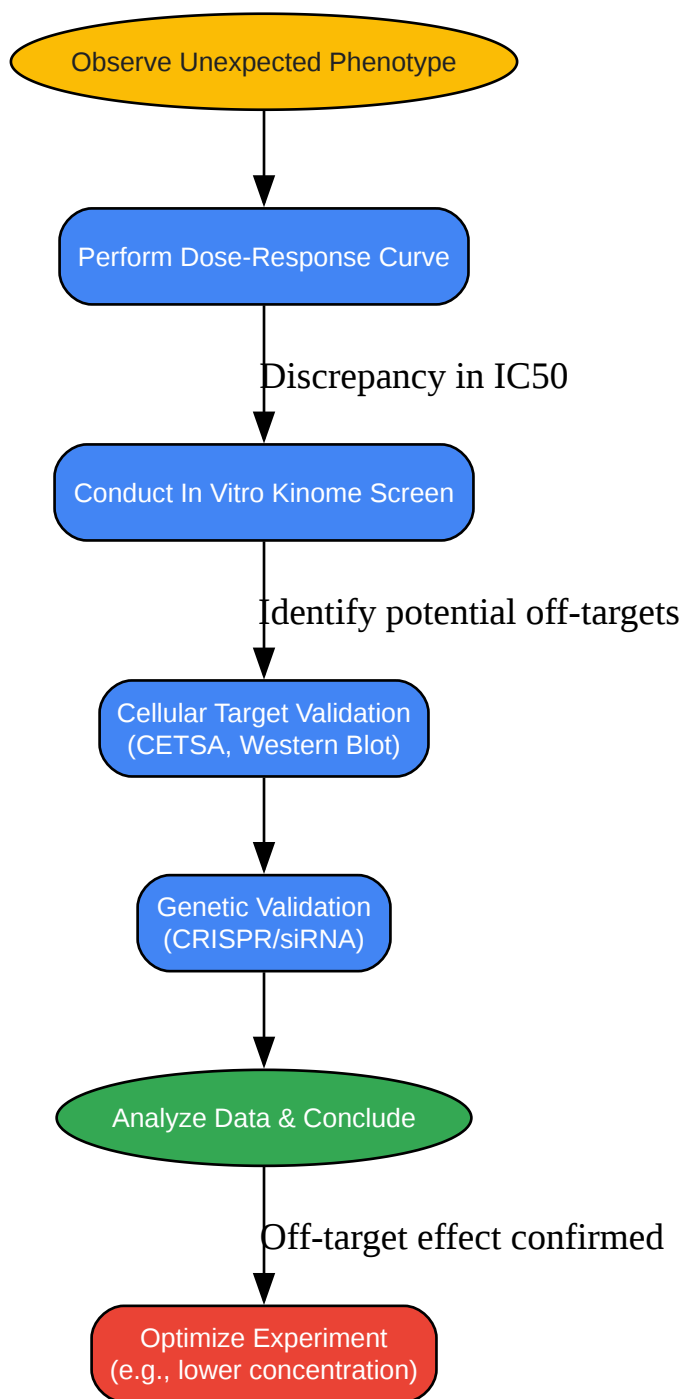 Observe Unexpected Phenotype
Perform Dose-Response Curve
Discrepancy in IC50
Conduct In Vitro Kinome Screen
Identify potential off-targets
Cellular Target Validation
(CETSA, Western Blot)
Genetic Validation
(CRISPR/siRNA)
Analyze Data & Conclude
Off-target effect confirmed
Optimize Experiment
(e.g., lower concentration)